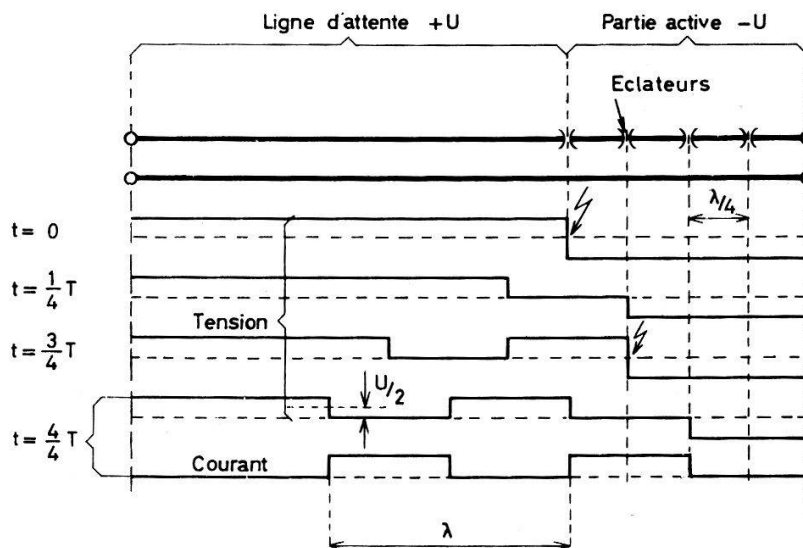 Ligne d'attente +U
Partie active -U
Eclateurs
λ/4
t = 0
t = 1/4 T
Tension
t = 3/4 T
U/2
t = 4/4 T
Courant
λ